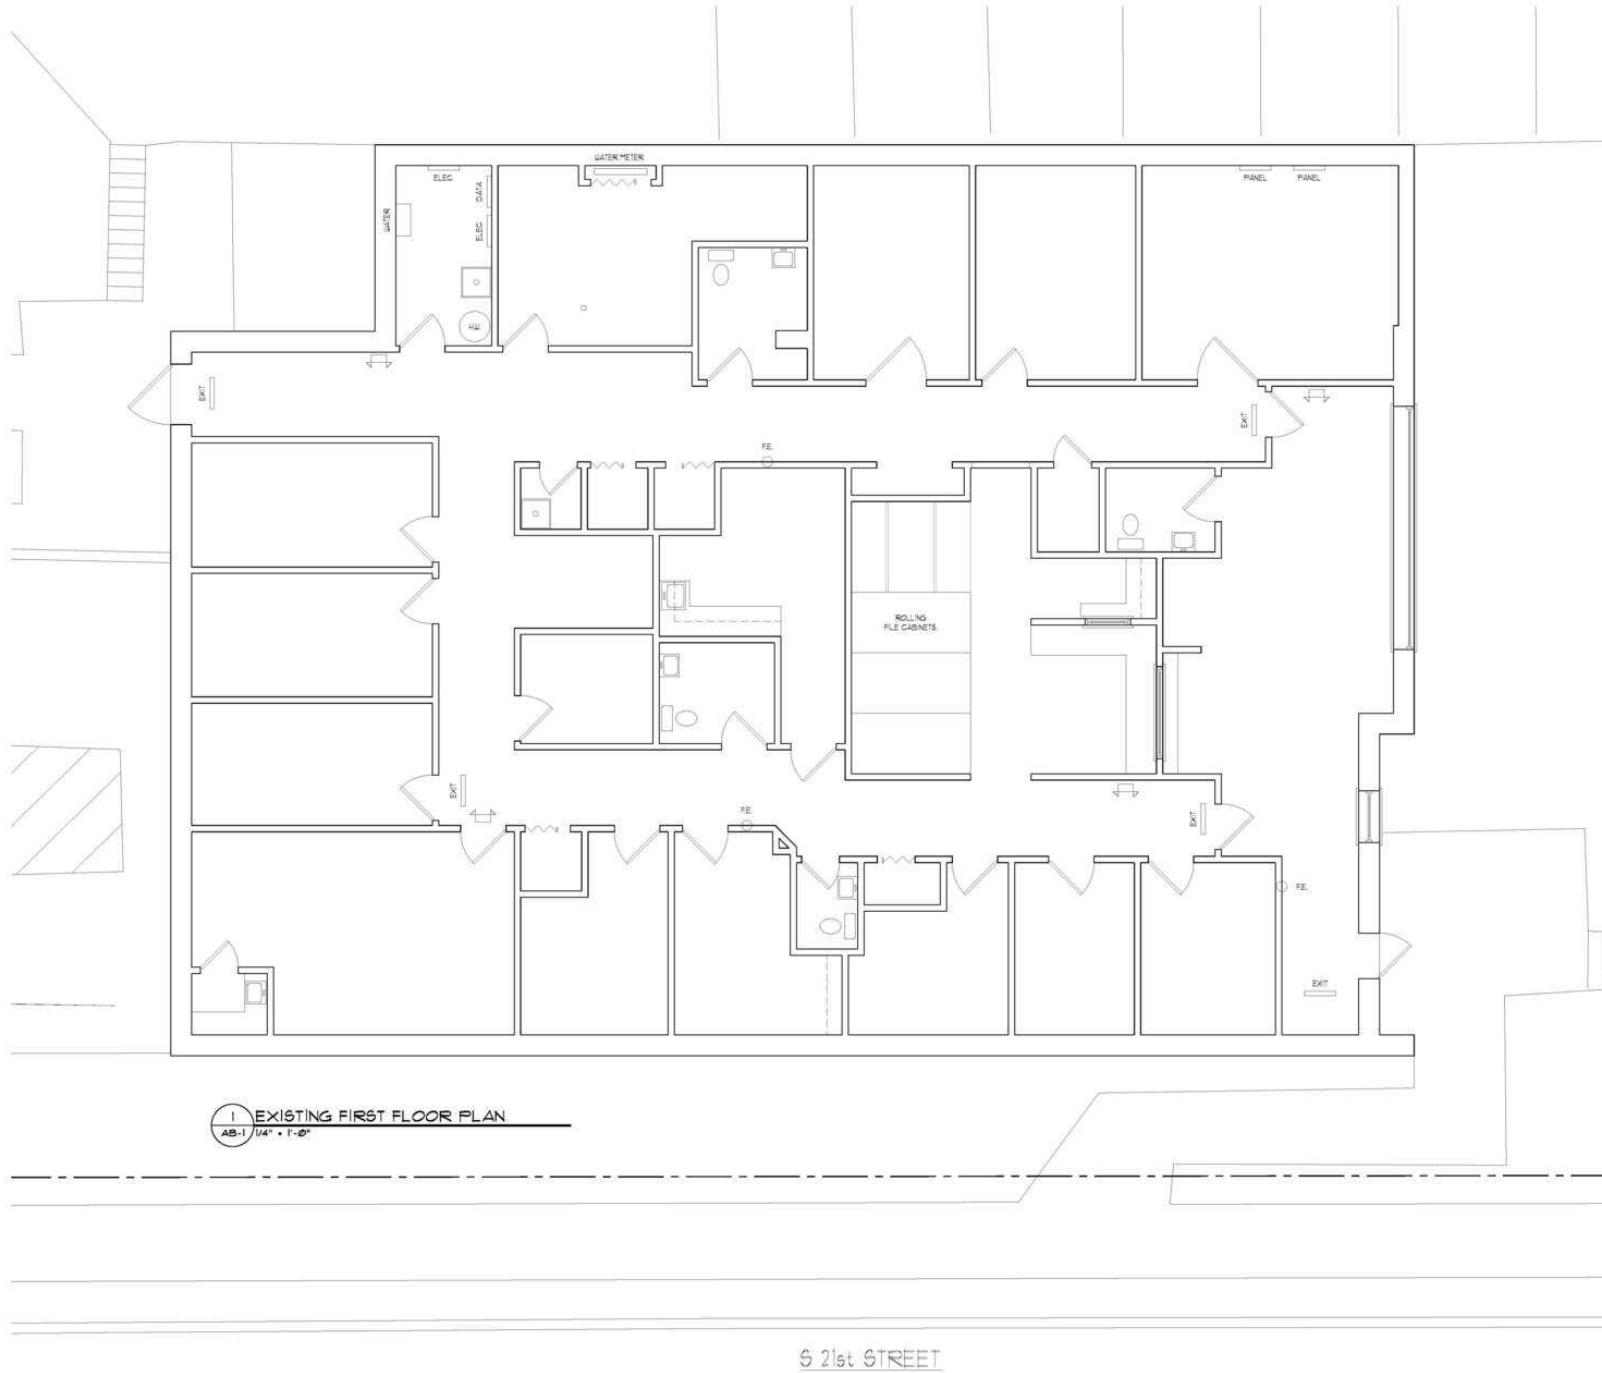 WATER METER
ELEC
DATA
WATER
ELEC
H.W.
PANEL
PANEL
EXIT
EXIT
F.E.
ROLLING
FILE CABINETS
EXIT
F.E.
EXIT
F.E.
EXIT
1
EXISTING FIRST FLOOR PLAN
AB-1
1/4" = 1'-0"
S 21st STREET